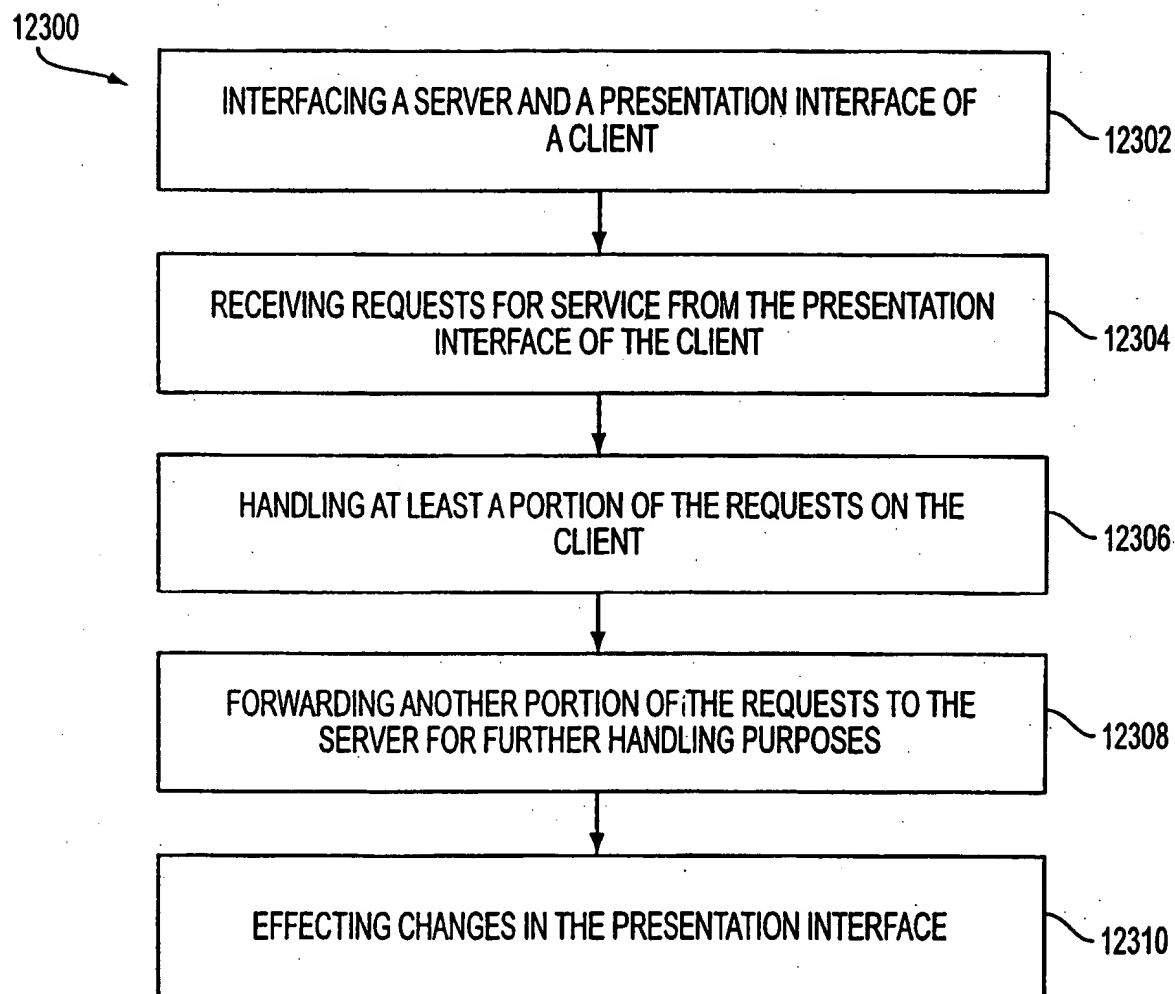 12300
INTERFACING A SERVER AND A PRESENTATION INTERFACE OF
A CLIENT
12302
RECEIVING REQUESTS FOR SERVICE FROM THE PRESENTATION
INTERFACE OF THE CLIENT
12304
HANDLING AT LEAST A PORTION OF THE REQUESTS ON THE
CLIENT
12306
FORWARDING ANOTHER PORTION OF THE REQUESTS TO THE
SERVER FOR FURTHER HANDLING PURPOSES
12308
EFFECTING CHANGES IN THE PRESENTATION INTERFACE
12310